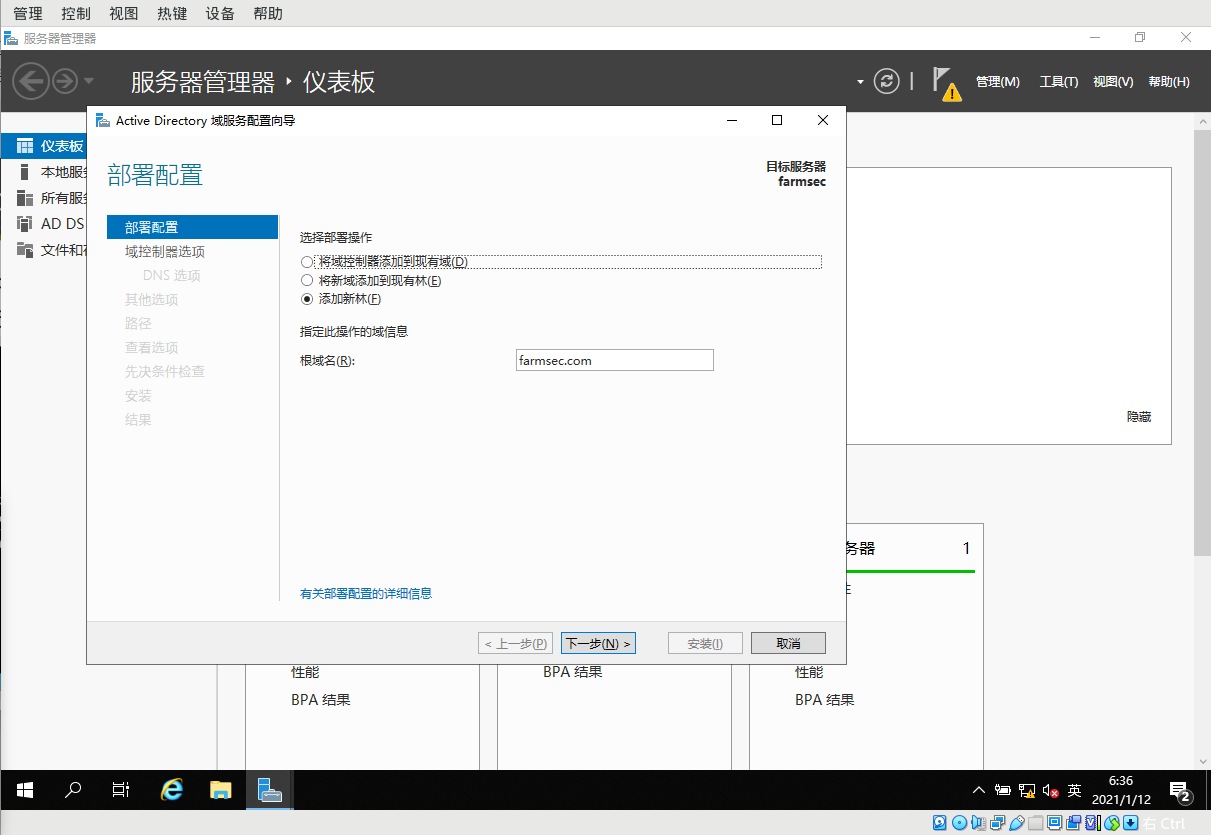 管理 控制 视图 热键 设备 帮助
服务器管理器
服务器管理器 仪表板
管理(M) 工具(T) 视图(V) 帮助(H)
仪表板
本地服务
所有服务
AD DS
文件和存
Active Directory 域服务配置向导
部署配置
目标服务器
farmsec
部署配置
域控制器选项
DNS 选项
其他选项
路径
查看选项
先决条件检查
安装
结果
选择部署操作
将域控制器添加到现有域(D)
将新域添加到现有林(E)
添加新林(F)
指定此操作的域信息
根域名(R):
farmsec.com
有关部署配置的详细信息
< 上一步(P) 下一步(N) > 安装(I) 取消
隐藏
务器 1
性能
BPA 结果
BPA 结果
性能
BPA 结果
英
6:36
2021/1/12
2
右 Ctrl